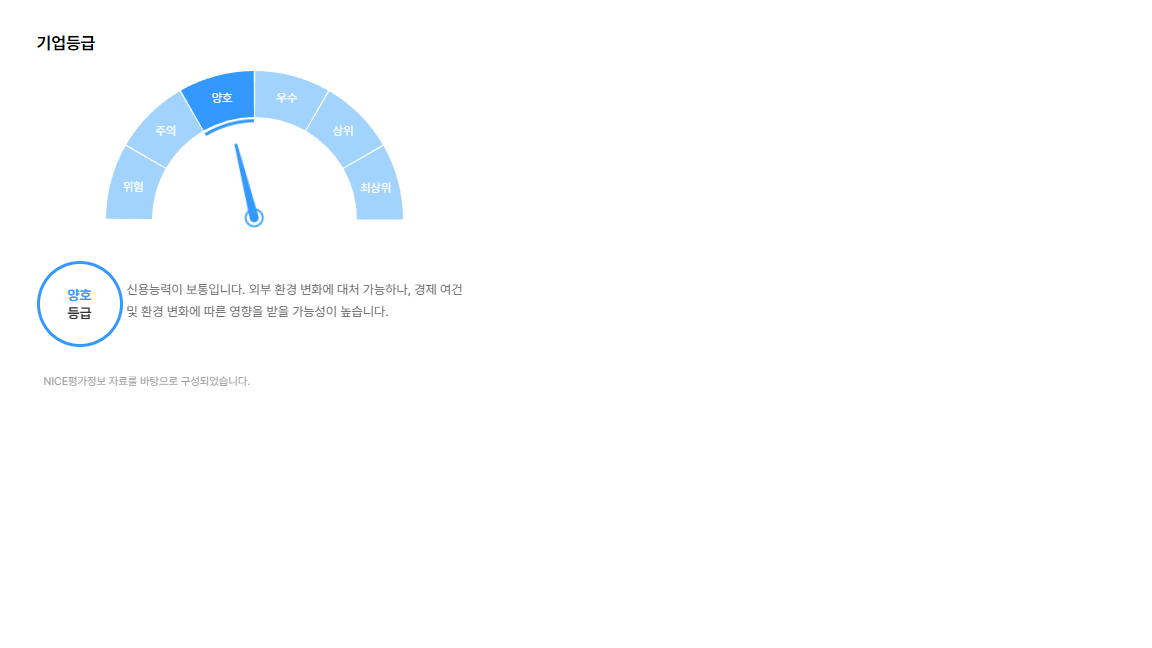 기업등급
양호
우수
주의
상위
위험
최상위
양호
등급
신용능력이 보통입니다. 외부 환경 변화에 대처 가능하나, 경제 여건
및 환경 변화에 따른 영향을 받을 가능성이 높습니다.
NICE평가정보 자료를 바탕으로 구성되었습니다.